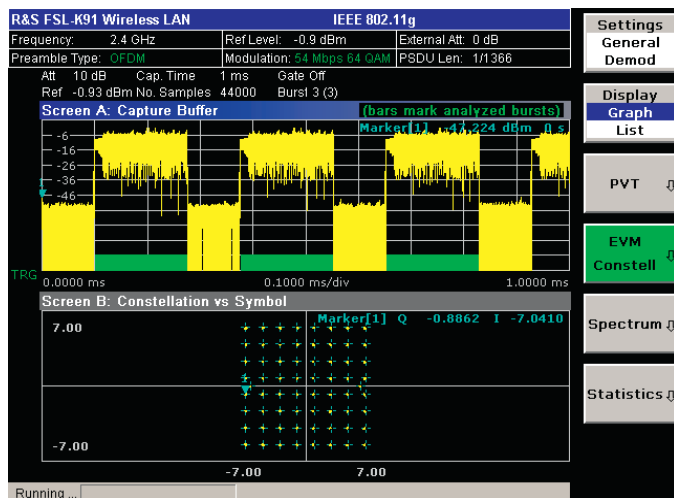 R&S FSL-K91 Wireless LAN IEEE 802.11g
Frequency: 2.4 GHz Ref Level: -0.9 dBm External Att: 0 dB
Preamble Type: OFDM Modulation: 54 Mbps 64 QAM PSDU Len: 1/1366
Att 10 dB Cap. Time 1 ms Gate Off
Ref -0.93 dBm No. Samples 44000 Burst 3 (3)
Screen A: Capture Buffer (bars mark analyzed bursts)
Marker[1] -47.224 dBm 0 s
-6
-16
-26
-36
-46
1
TRG
0.0000 ms 0.1000 ms/div 1.0000 ms
Screen B: Constellation vs Symbol
Marker[1] Q -0.8862 I -7.0410
7.00
1
-7.00
-7.00 7.00
Running ...
Settings
General
Demod
Display
Graph
List
PVT
EVM
Constell
Spectrum
Statistics